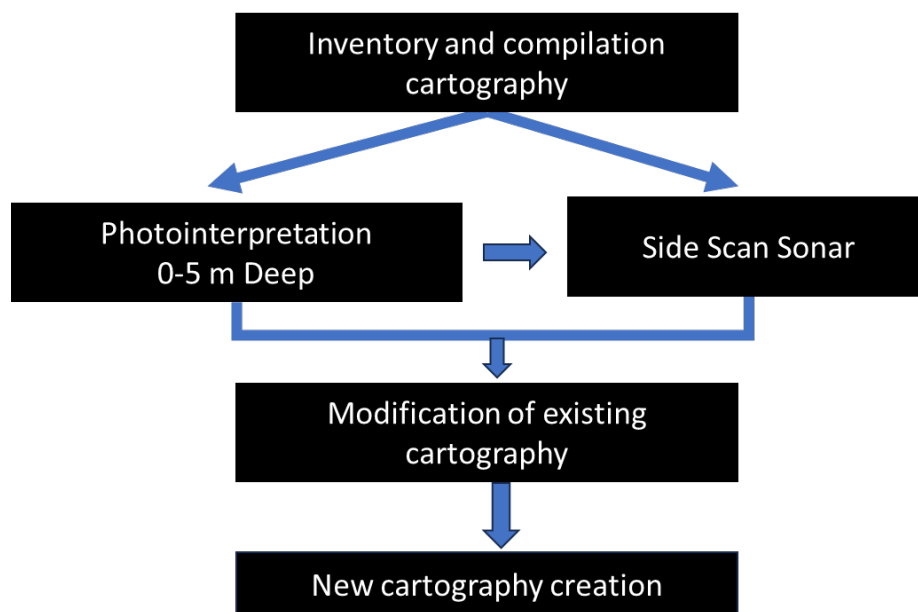 Inventory and compilation
cartography
Photointerpretation
0-5 m Deep
Side Scan Sonar
Modification of existing
cartography
New cartography creation